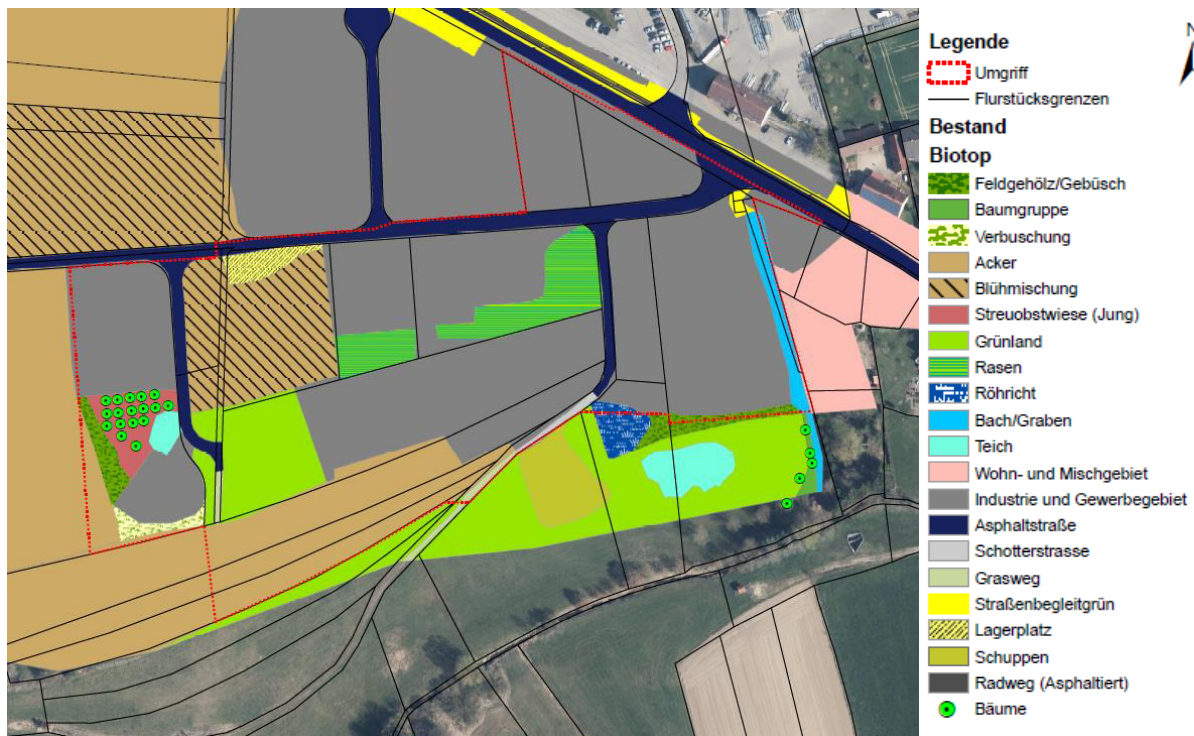 N
Legende
Umgriff
Flurstücksgrenzen
Bestand
Biotop
Feldgehölz/Gebüsch
Baumgruppe
Verbuschung
Acker
Blühmischung
Streuobstwiese (Jung)
Grünland
Rasen
Röhricht
Bach/Graben
Teich
Wohn- und Mischgebiet
Industrie und Gewerbegebiet
Asphaltstraße
Schotterstrasse
Grasweg
Straßenbegleitgrün
Lagerplatz
Schuppen
Radweg (Asphaltiert)
Bäume